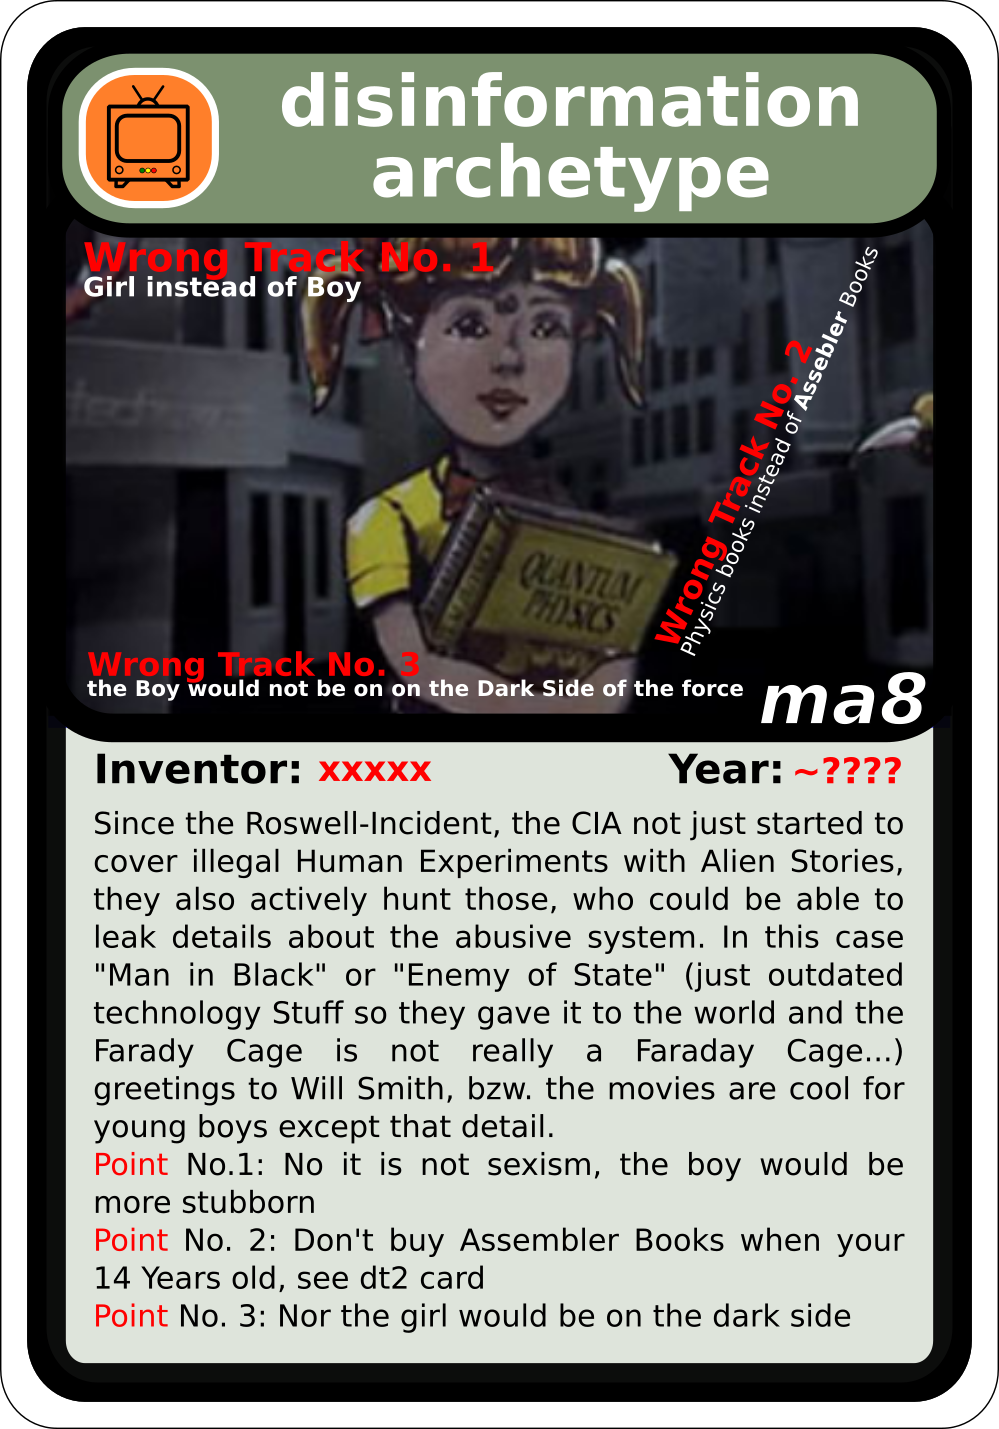 disinformation
archetype
Wrong Track No. 1
Girl instead of Boy
Wrong Track No. 2
Physics books instead of Assebler Books
QUANTUM
PHYSICS
Wrong Track No. 3
the Boy would not be on on the Dark Side of the force
ma8
Inventor: xxxxx Year: ~????
Since the Roswell-Incident, the CIA not just started to
cover illegal Human Experiments with Alien Stories,
they also actively hunt those, who could be able to
leak details about the abusive system. In this case
"Man in Black" or "Enemy of State" (just outdated
technology Stuff so they gave it to the world and the
Farady Cage is not really a Faraday Cage...)
greetings to Will Smith, bzw. the movies are cool for
young boys except that detail.
Point No.1: No it is not sexism, the boy would be
more stubborn
Point No. 2: Don't buy Assembler Books when your
14 Years old, see dt2 card
Point No. 3: Nor the girl would be on the dark side